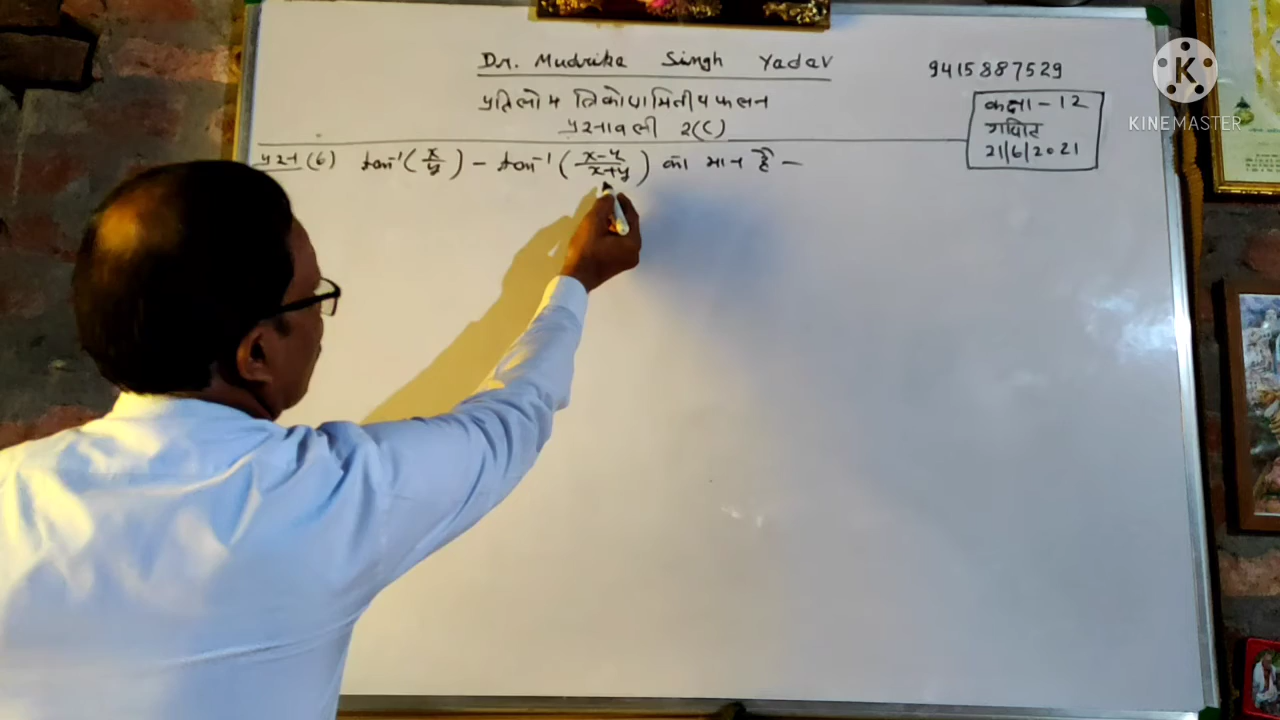 Dr. Mudrika Singh Yadav
9415887529
प्रतिलोम त्रिकोणमितीय फलन
प्रश्नावली 2(C)
कक्षा - 12
गणित
21/6/2021
प्रश्न (6) tan⁻¹(x/y) - tan⁻¹((x-y)/(x+y)) का मान है -
K
KINEMASTER